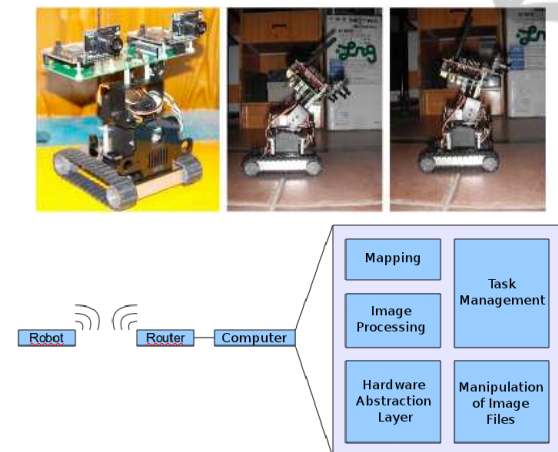 Robot
Router
Computer
Mapping
Image
Processing
Hardware
Abstraction
Layer
Task
Management
Manipulation
of Image
Files